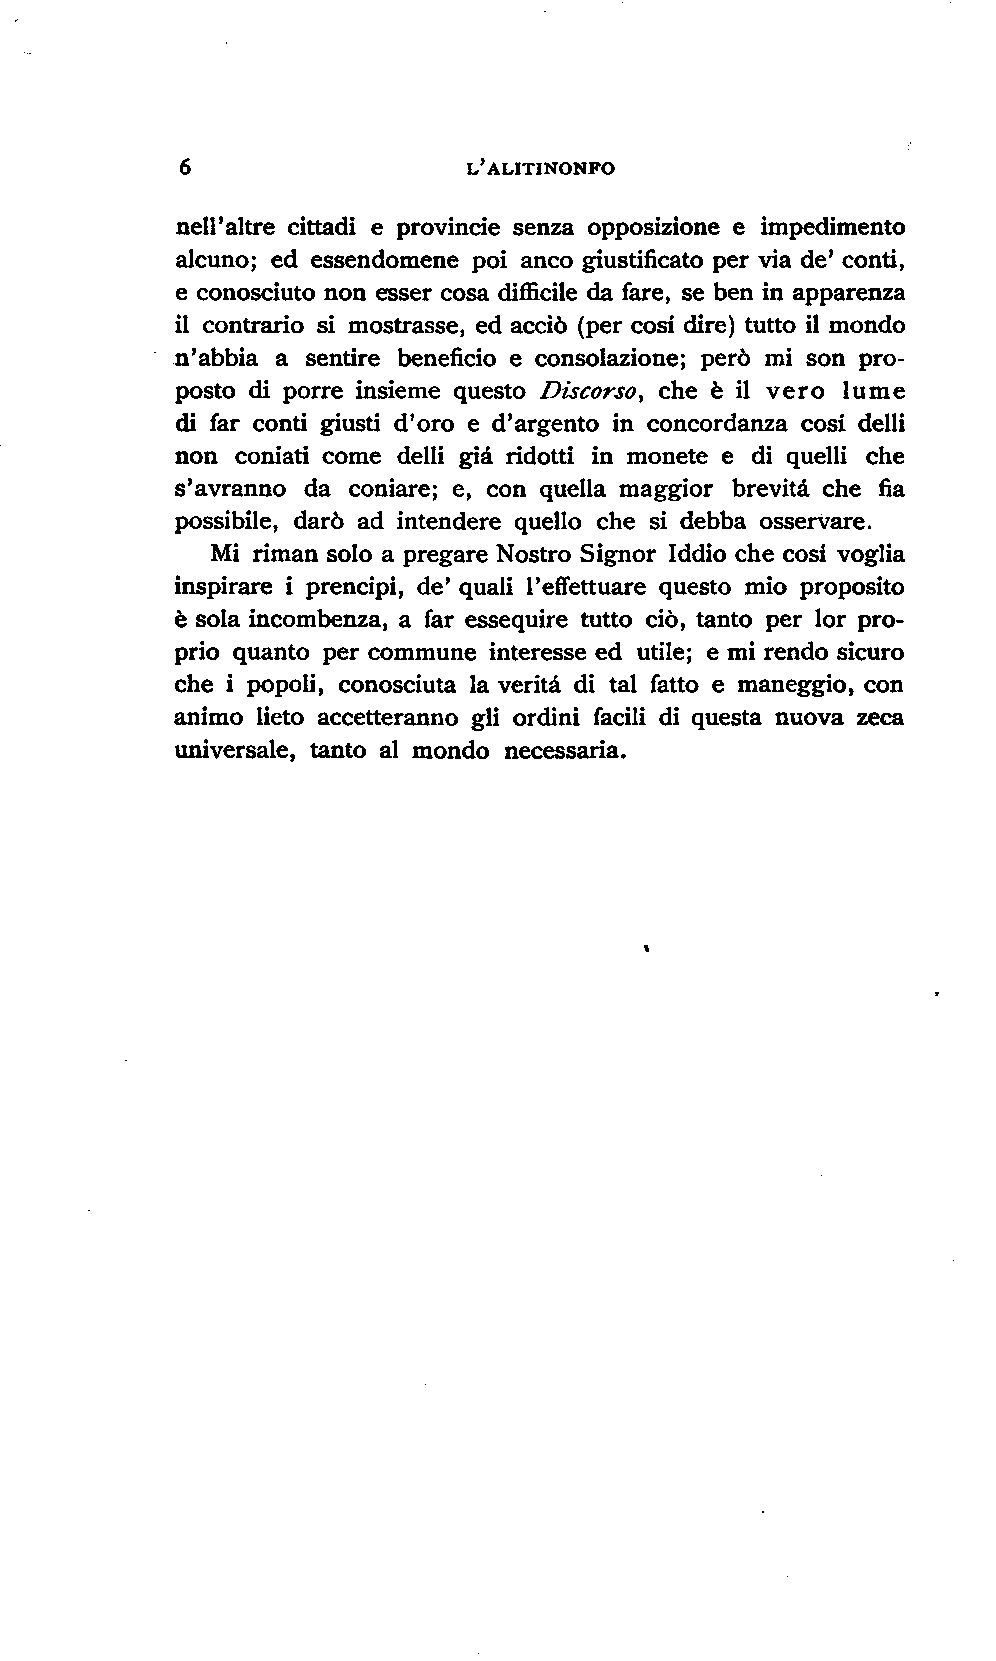 6 L'ALITINONFO
nell'altre cittadi e provincie senza opposizione e impedimento
alcuno; ed essendomene poi anco giustificato per via de' conti,
e conosciuto non esser cosa difficile da fare, se ben in apparenza
il contrario si mostrasse, ed acciò (per cosí dire) tutto il mondo
n'abbia a sentire beneficio e consolazione; però mi son pro-
posto di porre insieme questo Discorso, che è il vero lume
di far conti giusti d'oro e d'argento in concordanza cosí delli
non coniati come delli giá ridotti in monete e di quelli che
s'avranno da coniare; e, con quella maggior brevitá che fia
possibile, darò ad intendere quello che si debba osservare.
Mi riman solo a pregare Nostro Signor Iddio che cosí voglia
inspirare i prencipi, de' quali l'effettuare questo mio proposito
è sola incombenza, a far essequire tutto ciò, tanto per lor pro-
prio quanto per commune interesse ed utile; e mi rendo sicuro
che i popoli, conosciuta la veritá di tal fatto e maneggio, con
animo lieto accetteranno gli ordini facili di questa nuova zeca
universale, tanto al mondo necessaria.